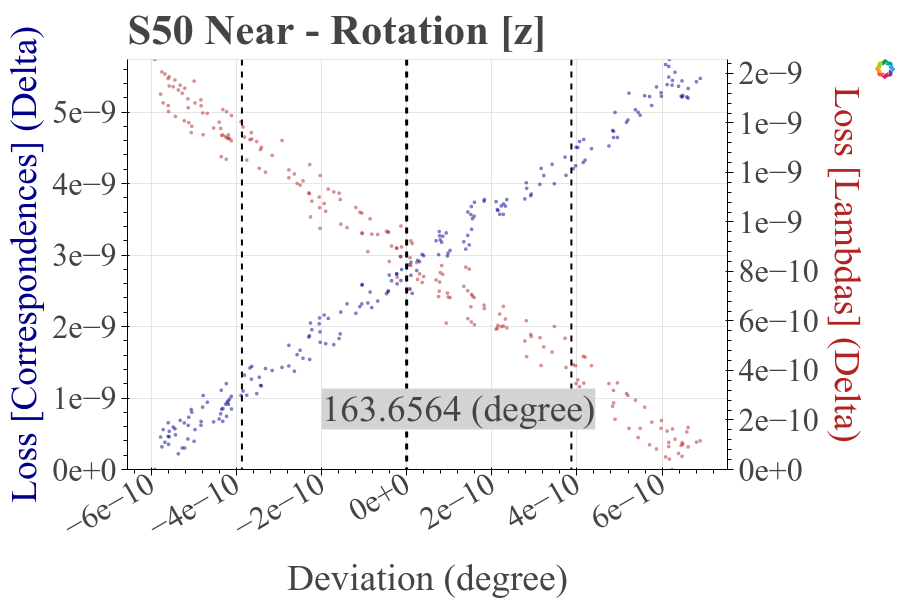 S50 Near - Rotation [z]
Loss [Correspondences] (Delta)
5e−9
4e−9
3e−9
2e−9
1e−9
0e+0
2e−9
1e−9
1e−9
1e−9
8e−10
6e−10
4e−10
2e−10
0e+0
Loss [Lambdas] (Delta)
163.6564 (degree)
−6e−10
−4e−10
−2e−10
0e+0
2e−10
4e−10
6e−10
Deviation (degree)